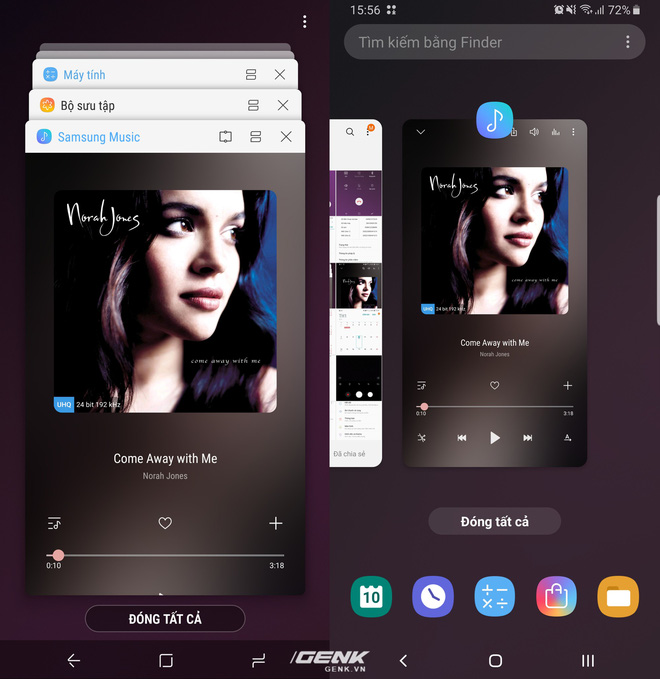 Máy tính
Bộ sưu tập
Samsung Music
Norah Jones
come away with me
UHQ 24 bit 192 kHz
Come Away with Me
Norah Jones
0:10
3:18
ĐÓNG TẤT CẢ
15:56
72%
Tìm kiếm bằng Finder
Norah Jones
come away with me
UHQ 24 bit 192 kHz
Come Away with Me
Norah Jones
0:10
3:18
Đã chia sẻ
Đóng tất cả
10
GENK
GENK.VN